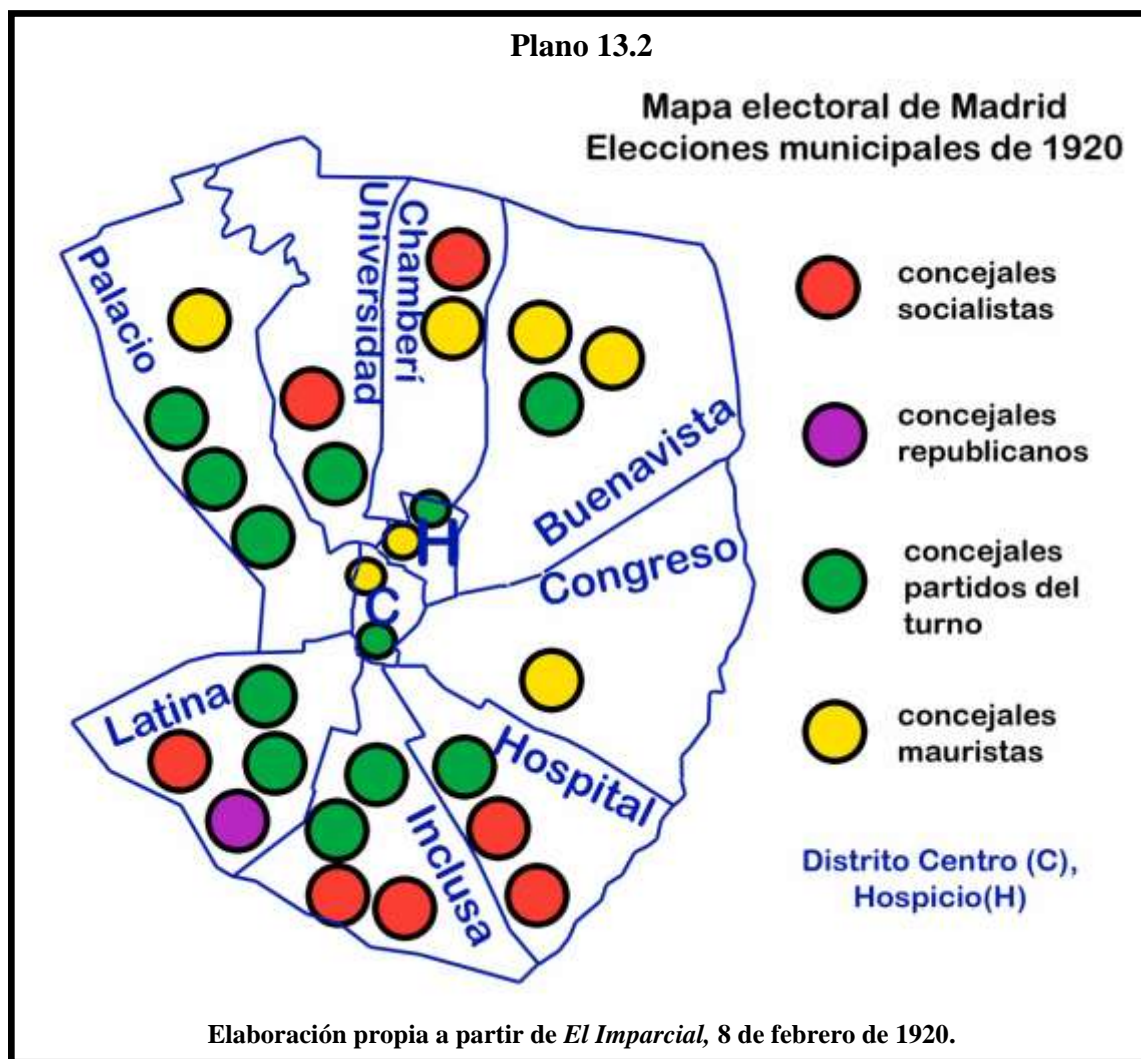 Plano 13.2
Mapa electoral de Madrid
Elecciones municipales de 1920
Palacio
Universidad
Chamberí
Buenavista
Congreso
H
C
Latina
Inclusa
Hospital
concejales
socialistas
concejales
republicanos
concejales
partidos del
turno
concejales
mauristas
Distrito Centro (C),
Hospicio(H)
Elaboración propia a partir de El Imparcial, 8 de febrero de 1920.